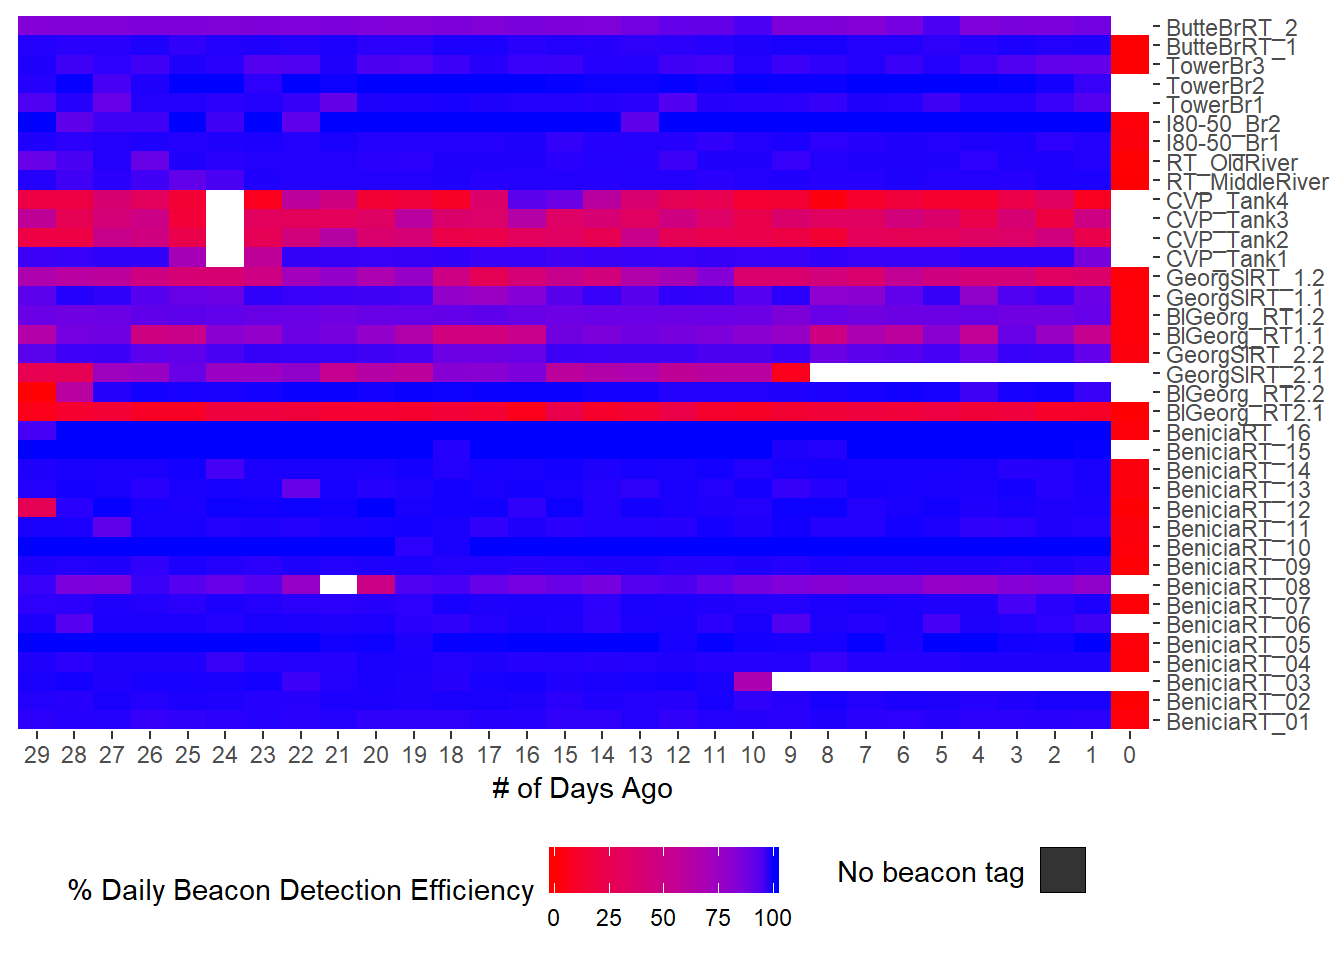 ButteBrRT_2
ButteBrRT_1
TowerBr3
TowerBr2
TowerBr1
I80-50_Br2
I80-50_Br1
RT_OldRiver
RT_MiddleRiver
CVP_Tank4
CVP_Tank3
CVP_Tank2
CVP_Tank1
GeorgSlRT_1.2
GeorgSlRT_1.1
BlGeorg_RT1.2
BlGeorg_RT1.1
GeorgSlRT_2.2
GeorgSlRT_2.1
BlGeorg_RT2.2
BlGeorg_RT2.1
BeniciaRT_16
BeniciaRT_15
BeniciaRT_14
BeniciaRT_13
BeniciaRT_12
BeniciaRT_11
BeniciaRT_10
BeniciaRT_09
BeniciaRT_08
BeniciaRT_07
BeniciaRT_06
BeniciaRT_05
BeniciaRT_04
BeniciaRT_03
BeniciaRT_02
BeniciaRT_01
29 28 27 26 25 24 23 22 21 20 19 18 17 16 15 14 13 12 11 10 9 8 7 6 5 4 3 2 1 0
# of Days Ago
% Daily Beacon Detection Efficiency
0 25 50 75 100
No beacon tag